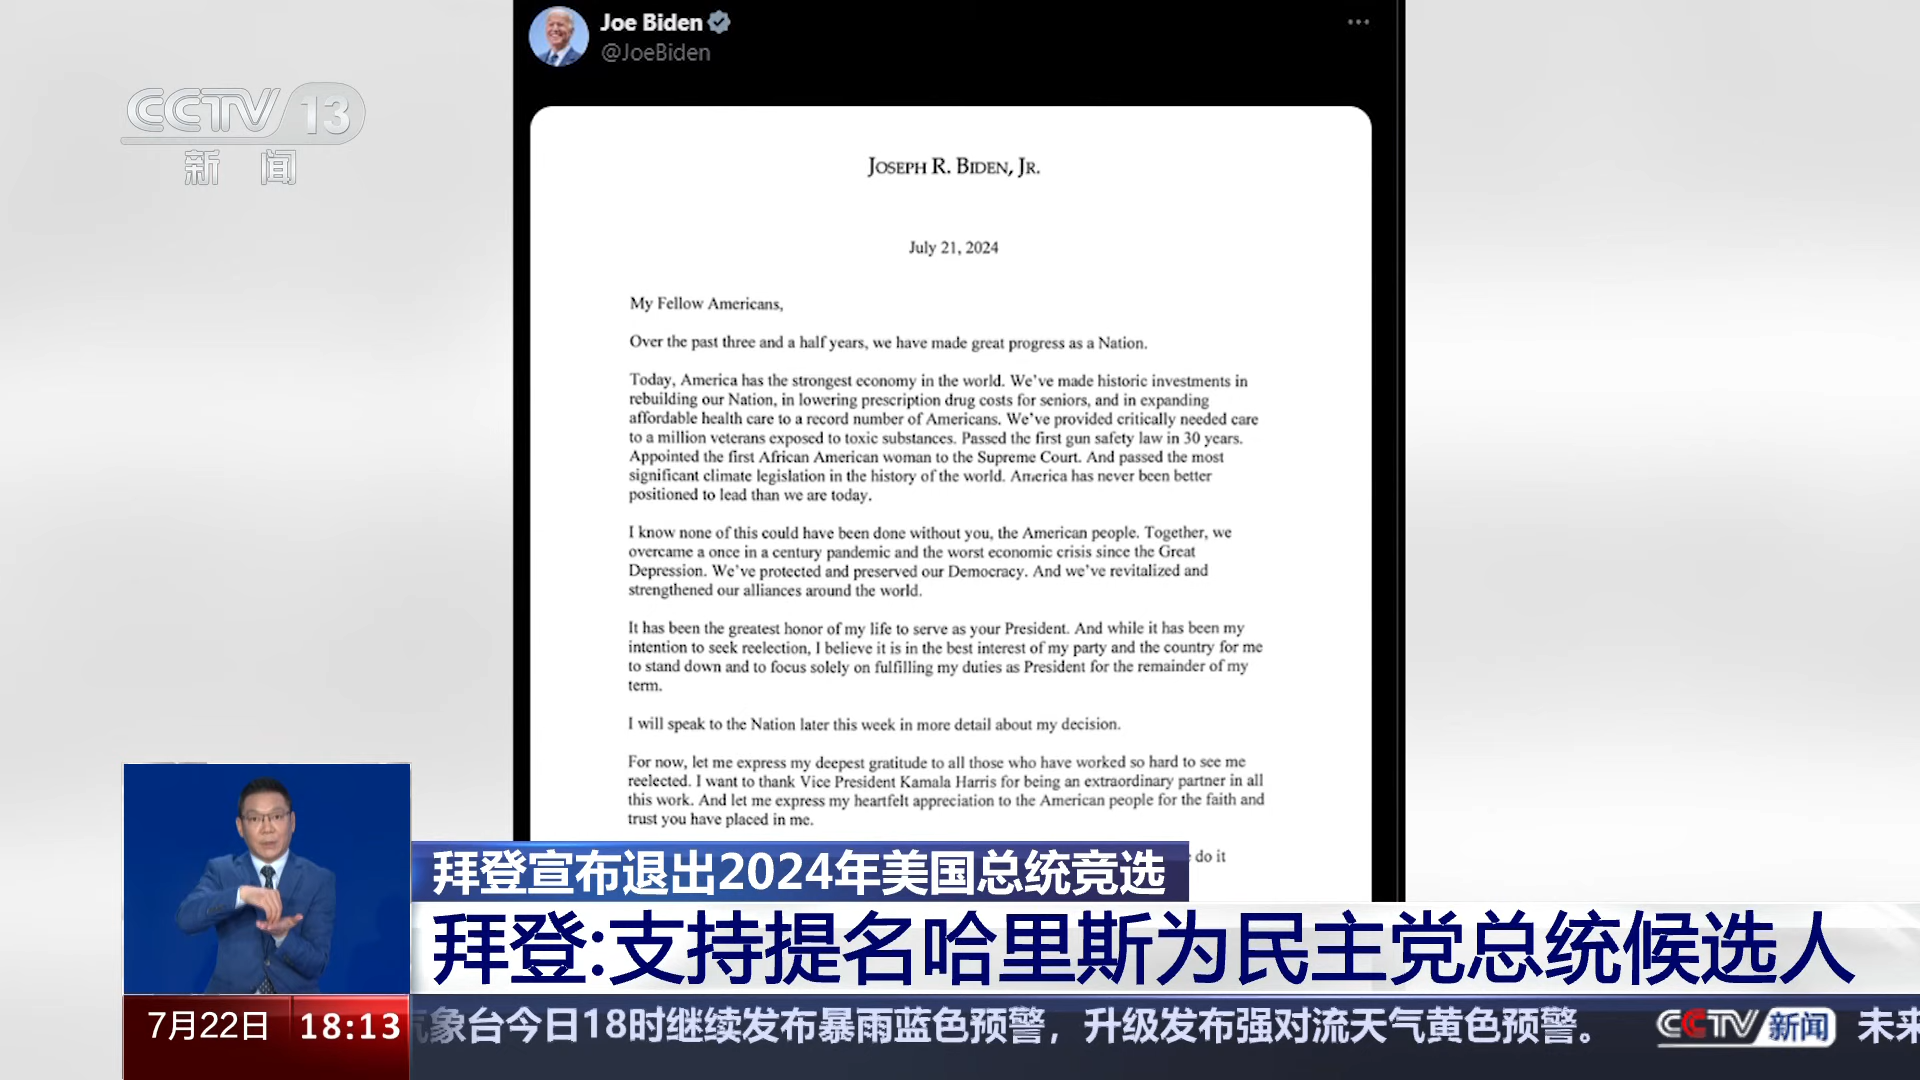 Joe Biden
@JoeBiden
CCTV 13
新闻
JOSEPH R. BIDEN, JR.
July 21, 2024
My Fellow Americans,
Over the past three and a half years, we have made great progress as a Nation.
Today, America has the strongest economy in the world. We've made historic investments in
rebuilding our Nation, in lowering prescription drug costs for seniors, and in expanding
affordable health care to a record number of Americans. We've provided critically needed care
to a million veterans exposed to toxic substances. Passed the first gun safety law in 30 years.
Appointed the first African American woman to the Supreme Court. And passed the most
significant climate legislation in the history of the world. America has never been better
positioned to lead than we are today.
I know none of this could have been done without you, the American people. Together, we
overcame a once in a century pandemic and the worst economic crisis since the Great
Depression. We've protected and preserved our Democracy. And we've revitalized and
strengthened our alliances around the world.
It has been the greatest honor of my life to serve as your President. And while it has been my
intention to seek reelection, I believe it is in the best interest of my party and the country for me
to stand down and to focus solely on fulfilling my duties as President for the remainder of my
term.
I will speak to the Nation later this week in more detail about my decision.
For now, let me express my deepest gratitude to all those who have worked so hard to see me
reelected. I want to thank Vice President Kamala Harris for being an extraordinary partner in all
this work. And let me express my heartfelt appreciation to the American people for the faith and
trust you have placed in me.
do it
拜登宣布退出2024年美国总统竞选
拜登:支持提名哈里斯为民主党总统候选人
7月22日 18:13
象台今日18时继续发布暴雨蓝色预警，升级发布强对流天气黄色预警。 CCTV新闻 未来